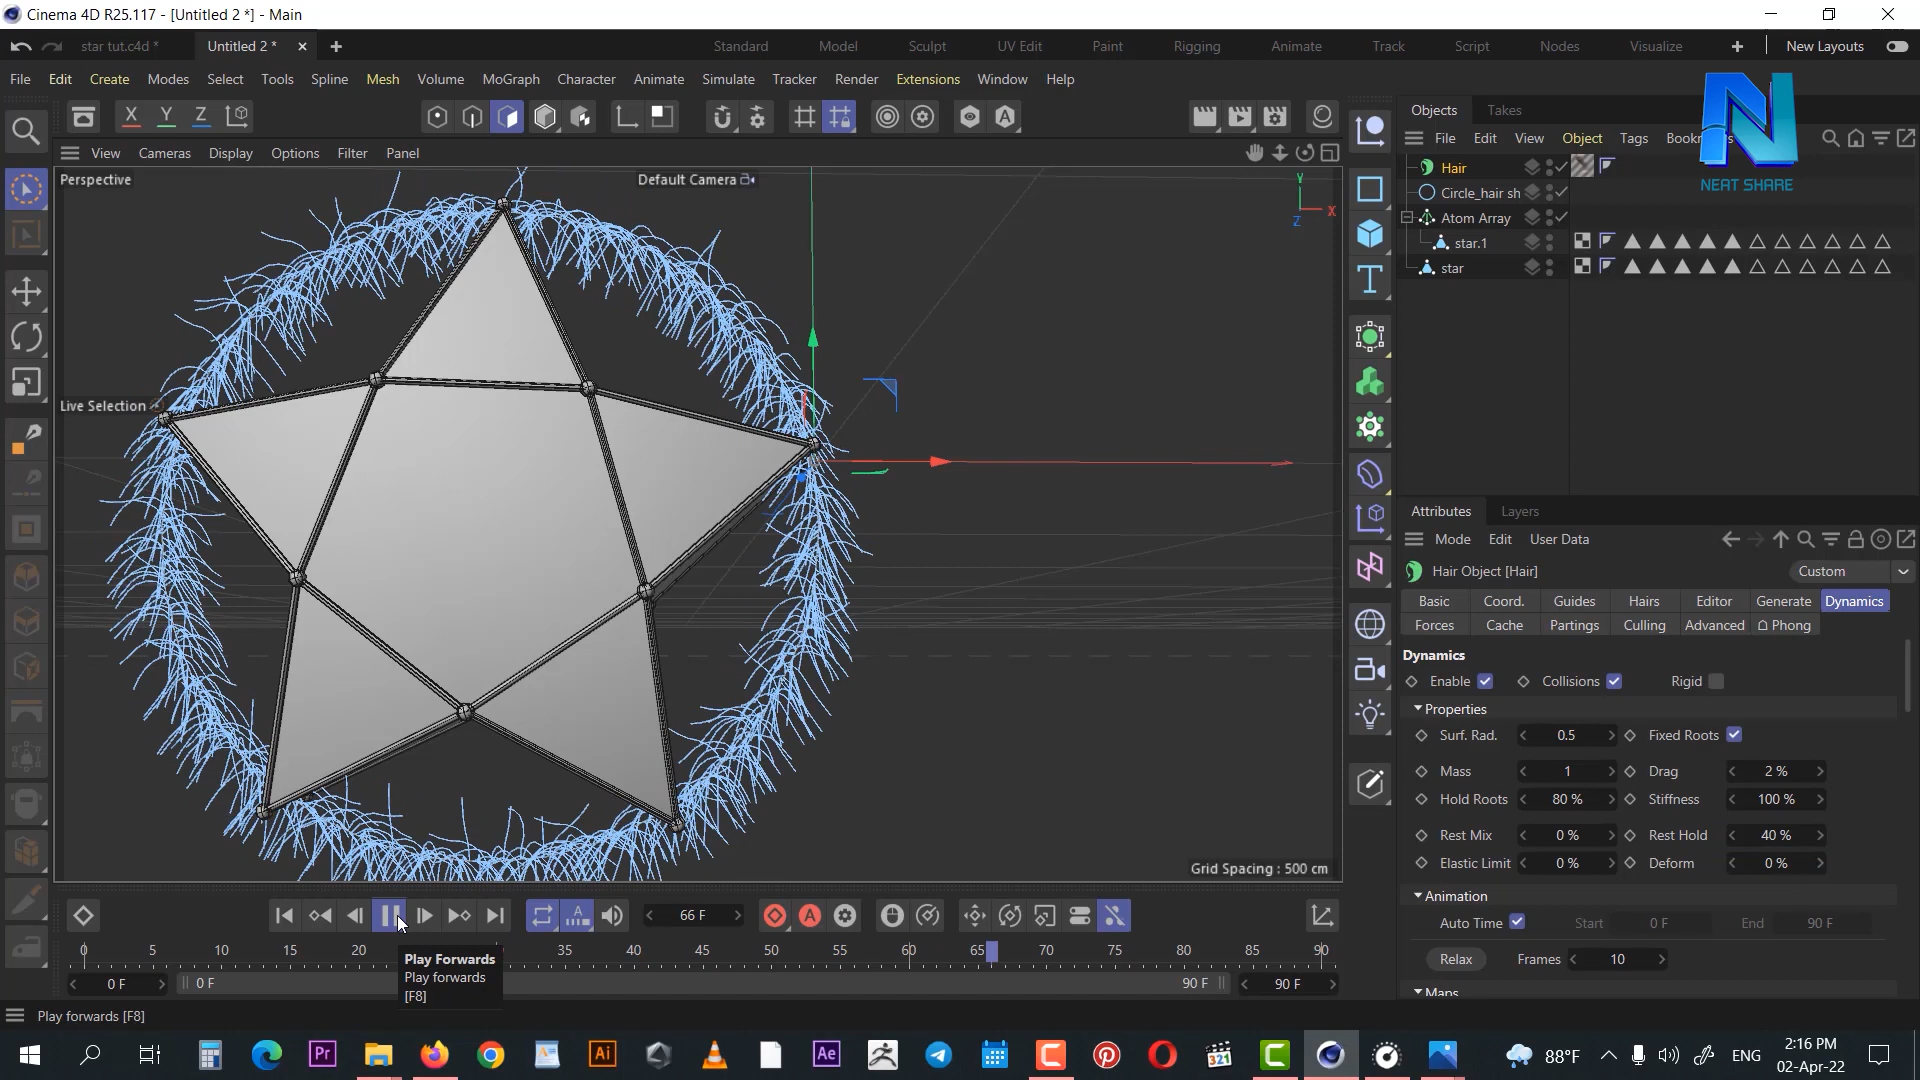 Cinema 4D R25.117 - [Untitled 2 *] - Main
star tut.c4d *
Untitled 2 *
Standard
Model
Sculpt
UV Edit
Paint
Rigging
Animate
Track
Script
Nodes
Visualize
New Layouts
File Edit Create Modes Select Tools Spline Mesh Volume MoGraph Character Animate Simulate Tracker Render Extensions Window Help
X Y Z
View Cameras Display Options Filter Panel
Perspective
Default Camera
Y
X
Z
Live Selection
Grid Spacing : 500 cm
Objects Takes
File Edit View Object Tags
NEAT SHARE
Hair
Circle_hair sh
Atom Array
star.1
star
Attributes Layers
Mode Edit User Data
Hair Object [Hair]
Custom
Basic Coord. Guides Hairs Editor Generate Dynamics
Forces Cache Partings Culling Advanced Phong
Dynamics
Enable Collisions Rigid
Properties
Surf. Rad. 0.5 Fixed Roots
Mass 1 Drag 2 %
Hold Roots 80 % Stiffness 100 %
Rest Mix 0 % Rest Hold 40 %
Elastic Limit 0 % Deform 0 %
Animation
Auto Time Start 0 F End 90 F
Relax Frames 10
Maps
66 F
0 5 10 15 20 35 40 45 50 55 60 65 70 75 80 85 90
Play Forwards
Play forwards
[F8]
0 F 0 F 90 F 90 F
Play forwards [F8]
Pr Ai Ae 321 88°F ENG
2:16 PM
02-Apr-22